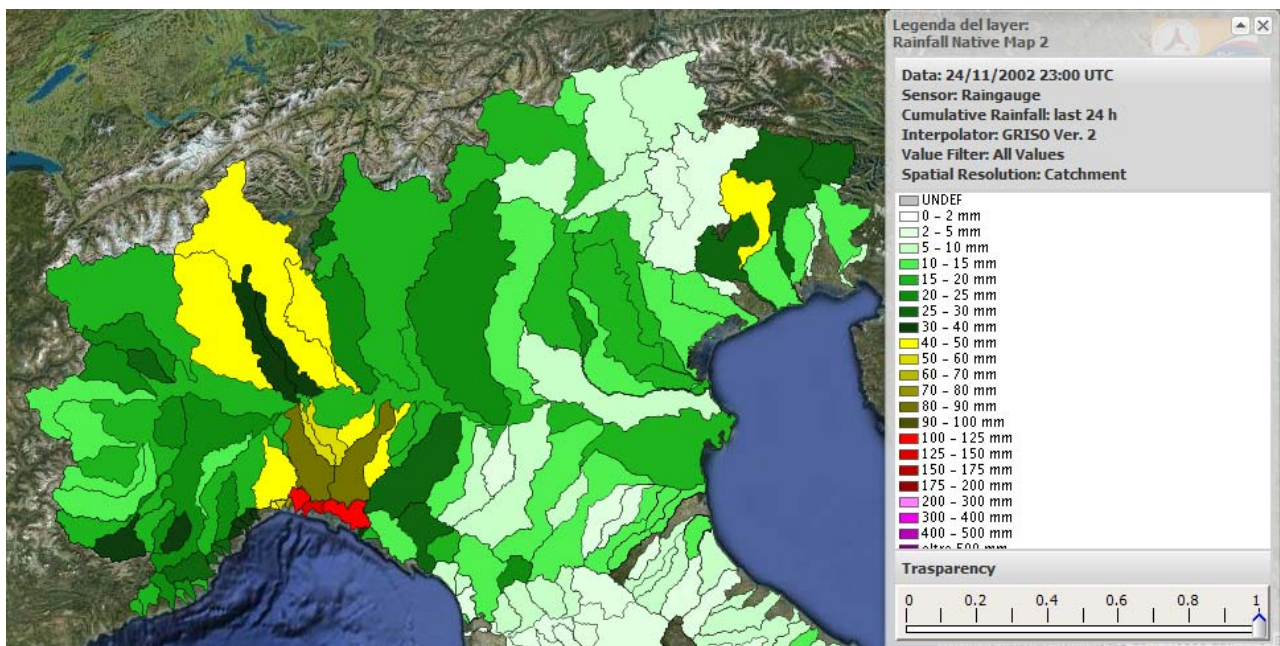 Legenda del layer:
Rainfall Native Map 2
Data: 24/11/2002 23:00 UTC
Sensor: Raingauge
Cumulative Rainfall: last 24 h
Interpolator: GRISO Ver. 2
Value Filter: All Values
Spatial Resolution: Catchment
UNDEF
0 - 2 mm
2 - 5 mm
5 - 10 mm
10 - 15 mm
15 - 20 mm
20 - 25 mm
25 - 30 mm
30 - 40 mm
40 - 50 mm
50 - 60 mm
60 - 70 mm
70 - 80 mm
80 - 90 mm
90 - 100 mm
100 - 125 mm
125 - 150 mm
150 - 175 mm
175 - 200 mm
200 - 300 mm
300 - 400 mm
400 - 500 mm
oltre 500 mm
Trasparency
0 0.2 0.4 0.6 0.8 1